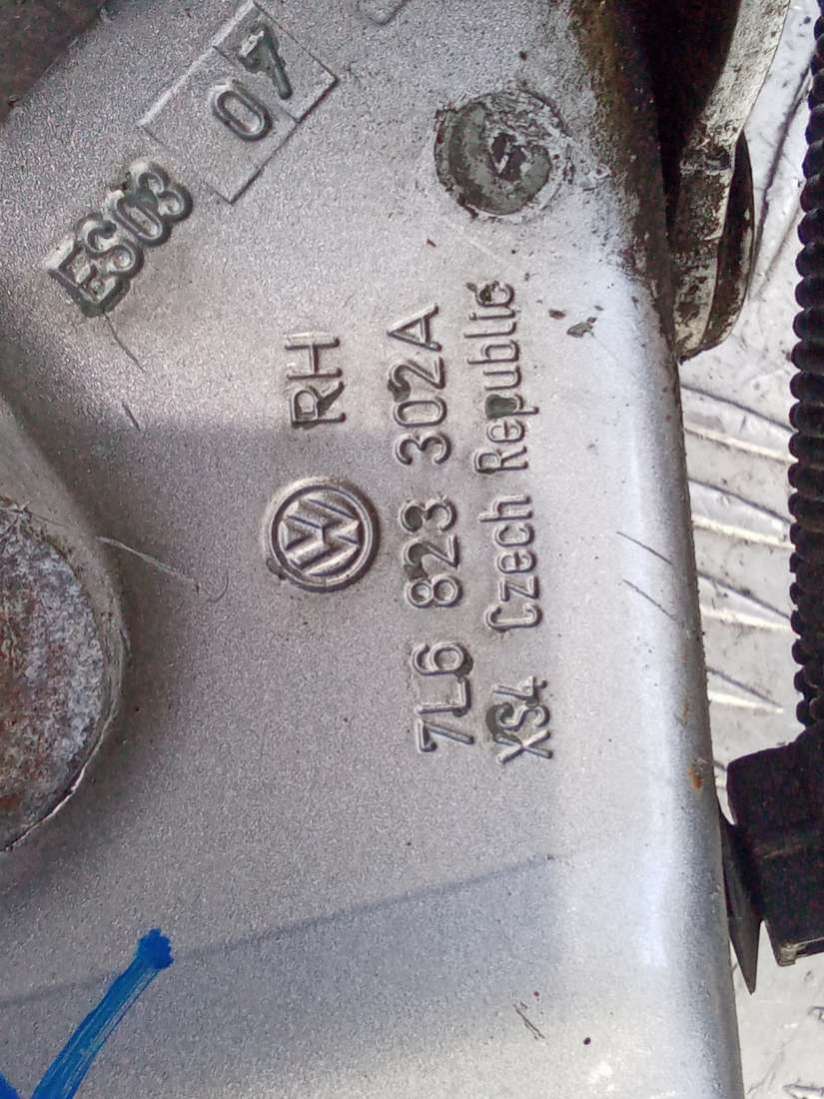 RH
7L6 823 302A
XS4 Czech Republic
ES03 07